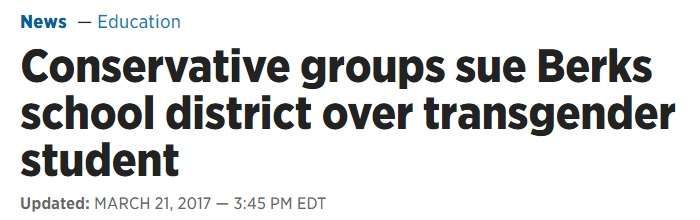 News — Education
Conservative groups sue Berks
school district over transgender
student
Updated: MARCH 21, 2017 — 3:45 PM EDT